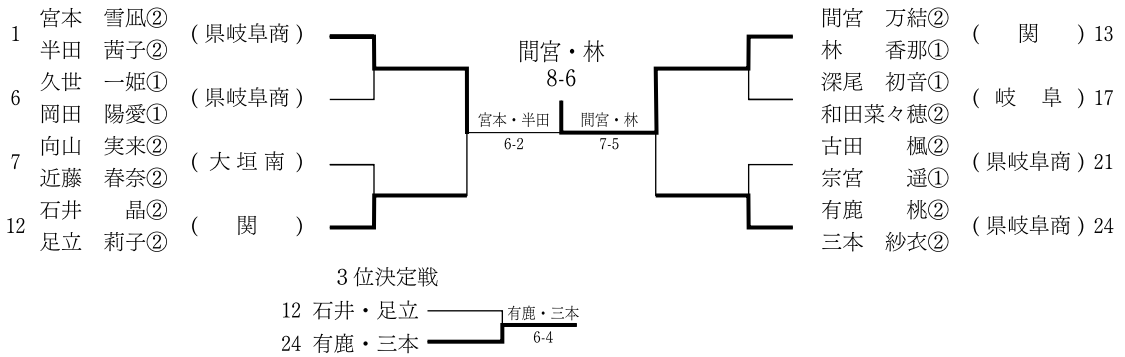 1 宮本 雪凪② 半田 茜子② (県岐阜商)
6 久世 一姫① 岡田 陽愛① (県岐阜商)
7 向山 実来② 近藤 春奈② (大垣南)
12 石井 晶② 足立 莉子② (関)
間宮・林
8-6
宮本・半田
6-2
間宮・林
7-5
間宮 万結② 林 香那① (関) 13
深尾 初音① 和田菜々穂② (岐阜) 17
古田 楓② 宗宮 遥① (県岐阜商) 21
有鹿 桃② 三本 紗衣② (県岐阜商) 24
3位決定戦
12 石井・足立
24 有鹿・三本
有鹿・三本
6-4